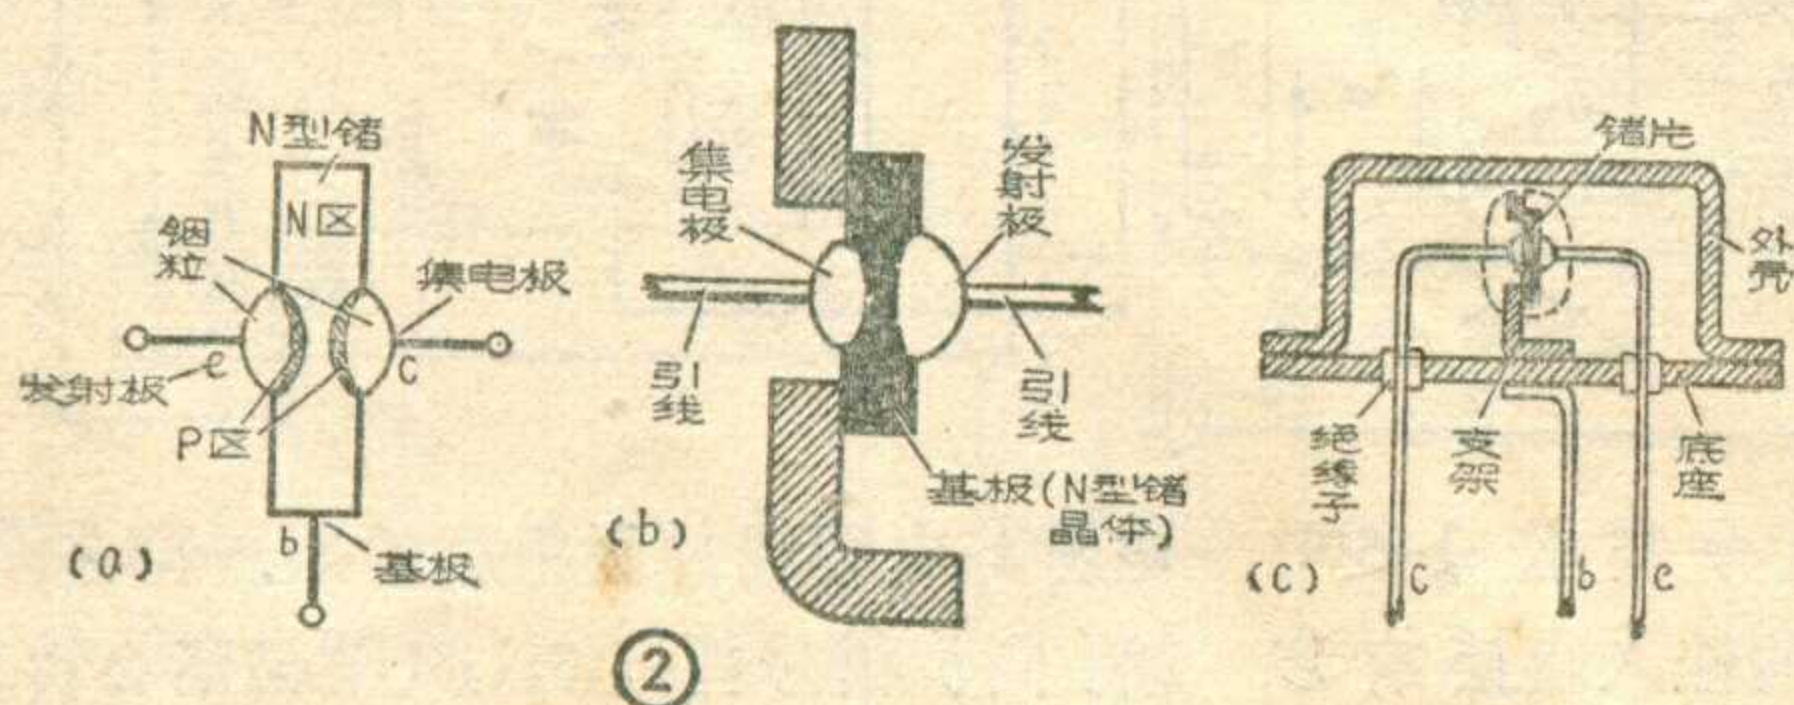 N型锗
N区
铟粒
集电极
e
c
发射极
P区
b
基极
(a)
集电极
发射极
引线
引线
基极(N型锗
晶体)
(b)
锗片
外壳
绝缘子
支架
底座
(C)
C
b
e
②